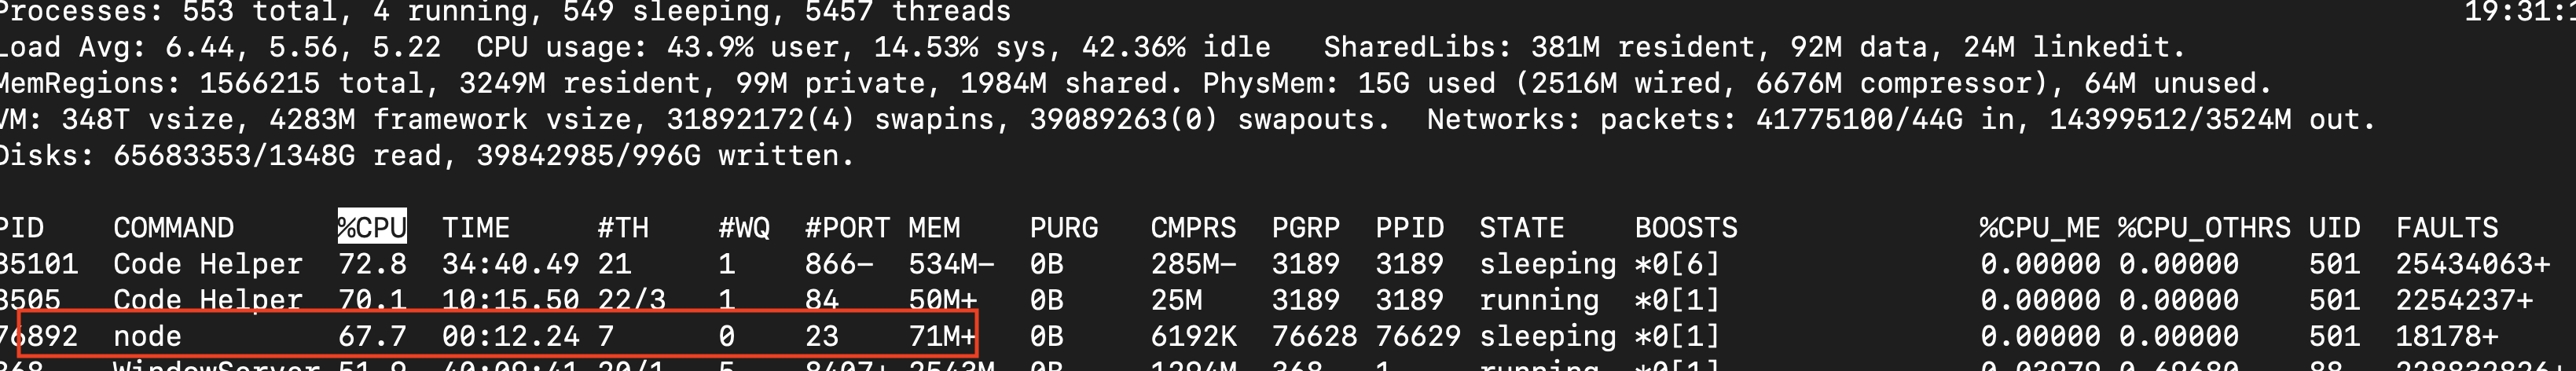 Processes: 553 total, 4 running, 549 sleeping, 5457 threads 19:31:1
Load Avg: 6.44, 5.56, 5.22 CPU usage: 43.9% user, 14.53% sys, 42.36% idle SharedLibs: 381M resident, 92M data, 24M linkedit.
MemRegions: 1566215 total, 3249M resident, 99M private, 1984M shared. PhysMem: 15G used (2516M wired, 6676M compressor), 64M unused.
VM: 348T vsize, 4283M framework vsize, 31892172(4) swapins, 39089263(0) swapouts. Networks: packets: 41775100/44G in, 14399512/3524M out.
Disks: 65683353/1348G read, 39842985/996G written.
PID COMMAND %CPU TIME #TH #WQ #PORT MEM PURG CMPRS PGRP PPID STATE BOOSTS %CPU_ME %CPU_OTHRS UID FAULTS
35101 Code Helper 72.8 34:40.49 21 1 866- 534M- 0B 285M- 3189 3189 sleeping *0[6] 0.00000 0.00000 501 25434063+
3505 Code Helper 70.1 10:15.50 22/3 1 84 50M+ 0B 25M 3189 3189 running *0[1] 0.00000 0.00000 501 2254237+
76892 node 67.7 00:12.24 7 0 23 71M+ 0B 6192K 76628 76629 sleeping *0[1] 0.00000 0.00000 501 18178+
368 WindowServer 51.9 40:09:41 20/1 5 8407+ 2543M 0B 1294M 368 1 running *0[1] 0.03979 0.69680 88